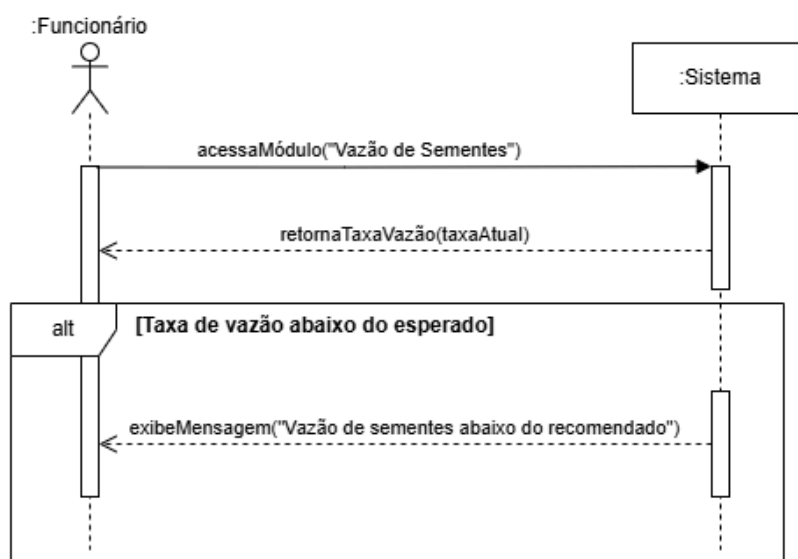 :Funcionário
:Sistema
acessaMódulo("Vazão de Sementes")
retornaTaxaVazão(taxaAtual)
alt
[Taxa de vazão abaixo do esperado]
exibeMensagem("Vazão de sementes abaixo do recomendado")